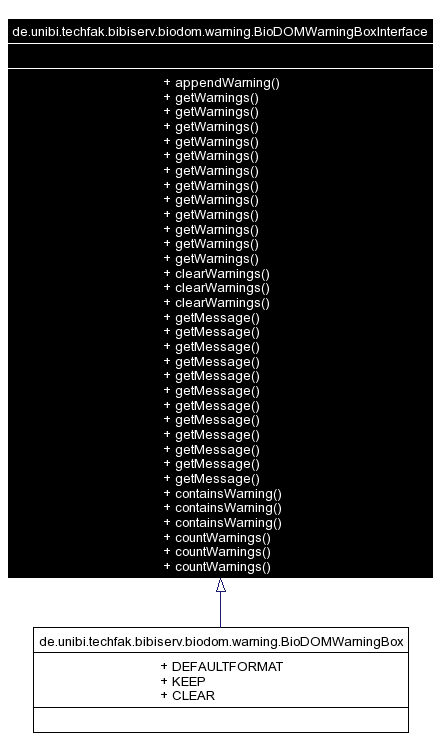 de.unibi.techfak.bibiserv.biodom.warning.BioDOMWarningBoxInterface
+ appendWarning()
+ getWarnings()
+ getWarnings()
+ getWarnings()
+ getWarnings()
+ getWarnings()
+ getWarnings()
+ getWarnings()
+ getWarnings()
+ getWarnings()
+ getWarnings()
+ getWarnings()
+ getWarnings()
+ clearWarnings()
+ clearWarnings()
+ clearWarnings()
+ getMessage()
+ getMessage()
+ getMessage()
+ getMessage()
+ getMessage()
+ getMessage()
+ getMessage()
+ getMessage()
+ getMessage()
+ getMessage()
+ getMessage()
+ getMessage()
+ containsWarning()
+ containsWarning()
+ containsWarning()
+ countWarnings()
+ countWarnings()
+ countWarnings()
de.unibi.techfak.bibiserv.biodom.warning.BioDOMWarningBox
+ DEFAULTFORMAT
+ KEEP
+ CLEAR